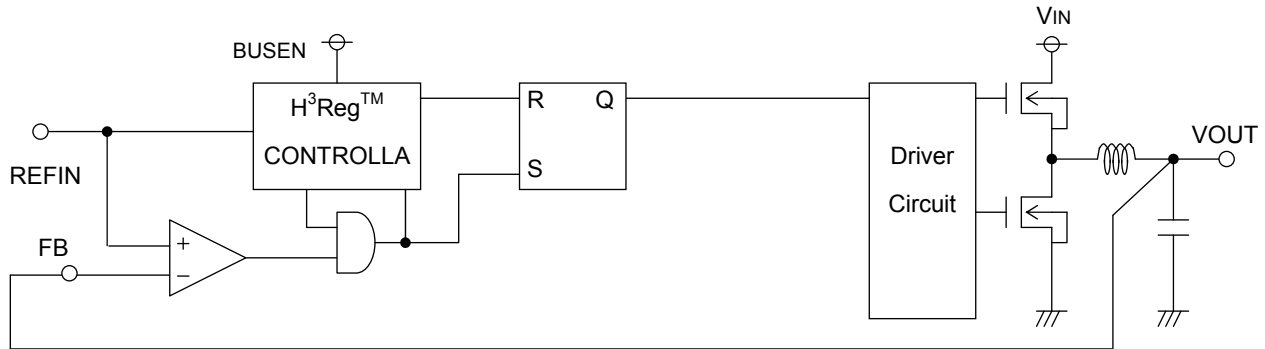 VIN
BUSEN
H³Reg™
CONTROLLA
R Q
S
REFIN
Driver
Circuit
VOUT
FB
+
−